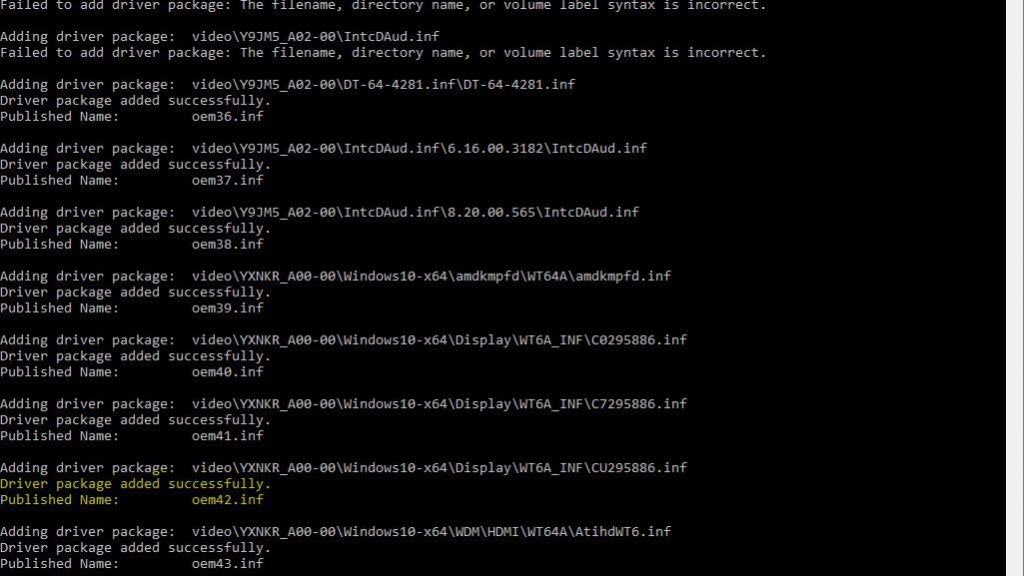 Failed to add driver package: The filename, directory name, or volume label syntax is incorrect.
Adding driver package:  video\Y9JM5_A02-00\IntcDAud.inf
Failed to add driver package: The filename, directory name, or volume label syntax is incorrect.
Adding driver package:  video\Y9JM5_A02-00\DT-64-4281.inf\DT-64-4281.inf
Driver package added successfully.
Published Name:         oem36.inf
Adding driver package:  video\Y9JM5_A02-00\IntcDAud.inf\6.16.00.3182\IntcDAud.inf
Driver package added successfully.
Published Name:         oem37.inf
Adding driver package:  video\Y9JM5_A02-00\IntcDAud.inf\8.20.00.565\IntcDAud.inf
Driver package added successfully.
Published Name:         oem38.inf
Adding driver package:  video\YXNKR_A00-00\Windows10-x64\amdkmpfd\WT64A\amdkmpfd.inf
Driver package added successfully.
Published Name:         oem39.inf
Adding driver package:  video\YXNKR_A00-00\Windows10-x64\Display\WT6A_INF\C0295886.inf
Driver package added successfully.
Published Name:         oem40.inf
Adding driver package:  video\YXNKR_A00-00\Windows10-x64\Display\WT6A_INF\C7295886.inf
Driver package added successfully.
Published Name:         oem41.inf
Adding driver package:  video\YXNKR_A00-00\Windows10-x64\Display\WT6A_INF\CU295886.inf
Driver package added successfully.
Published Name:         oem42.inf
Adding driver package:  video\YXNKR_A00-00\Windows10-x64\WDM\HDMI\WT64A\AtihdWT6.inf
Driver package added successfully.
Published Name:         oem43.inf